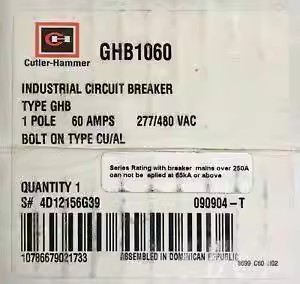 GHB1060
Cutler-Hammer
INDUSTRIAL CIRCUIT BREAKER
TYPE GHB
1 POLE 60 AMPS 277/480 VAC
BOLT ON TYPE CU/AL
Series Rating with breaker mains over 250A
can not be aplied at 65kA or above
QUANTITY 1
S# 4D12156G39 090904-T
10786679021733 ASSEMBLED IN DOMINICAN REPUBLIC